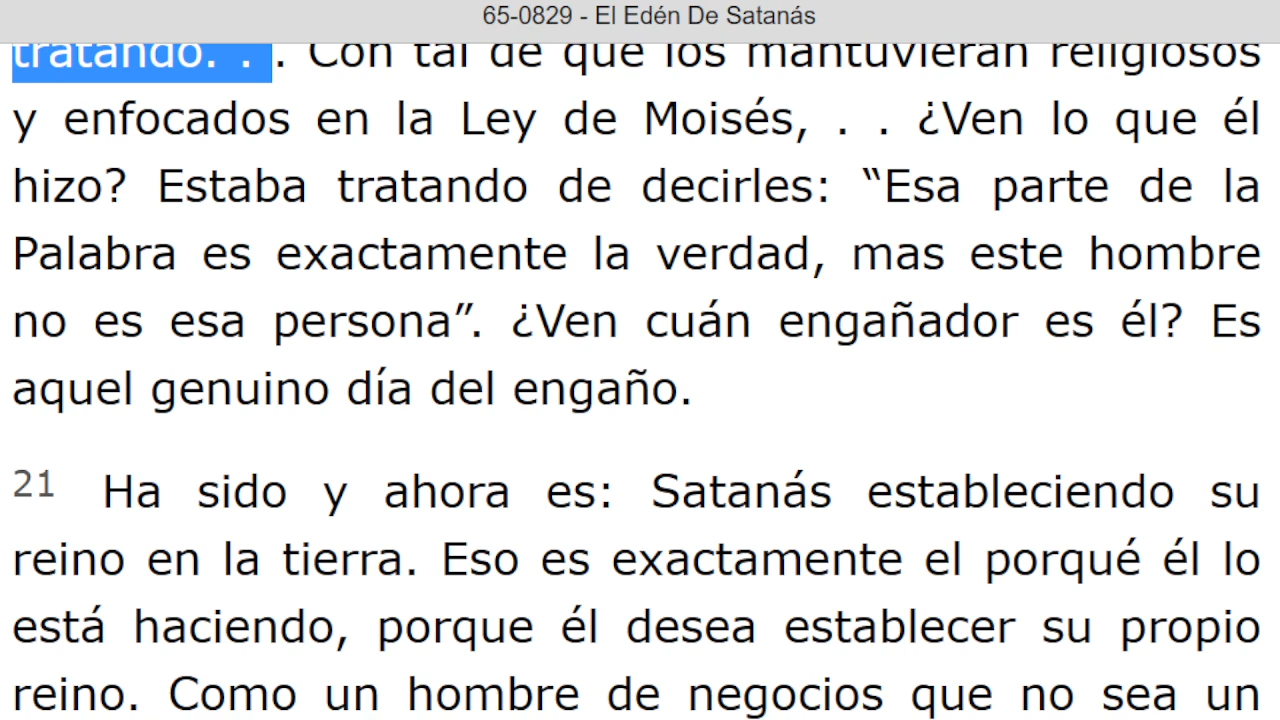 65-0829 - El Edén De Satanás
tratando. . . Con tal de que los mantuvieran religiosos
y enfocados en la Ley de Moisés, . . ¿Ven lo que él
hizo? Estaba tratando de decirles: “Esa parte de la
Palabra es exactamente la verdad, mas este hombre
no es esa persona”. ¿Ven cuán engañador es él? Es
aquel genuino día del engaño.
21 Ha sido y ahora es: Satanás estableciendo su
reino en la tierra. Eso es exactamente el porqué él lo
está haciendo, porque él desea establecer su propio
reino. Como un hombre de negocios que no sea un